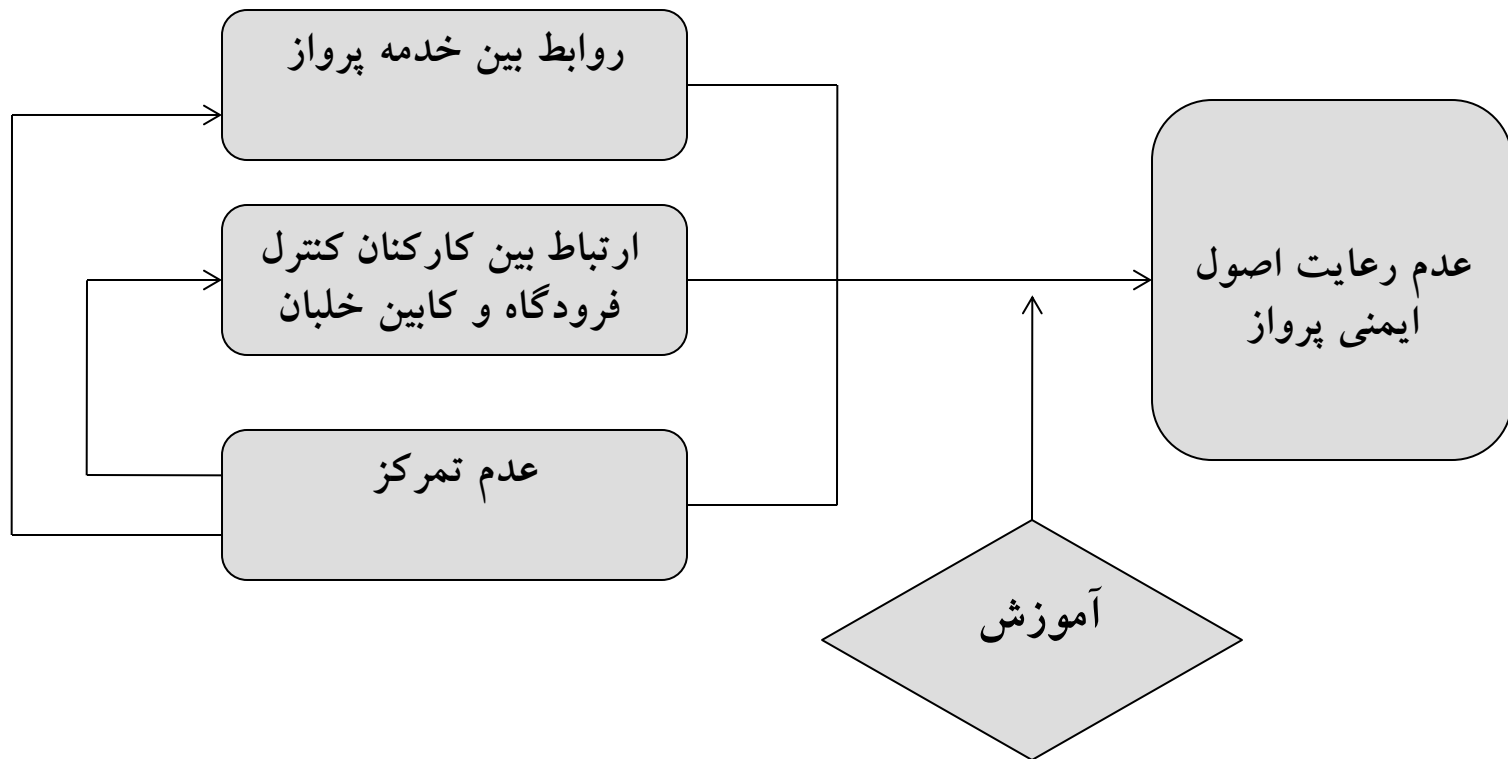 روابط بین خدمه پرواز
ارتباط بین کارکنان کنترل
فرودگاه و کابین خلبان
عدم تمرکز
عدم رعایت اصول
ایمنی پرواز
آموزش